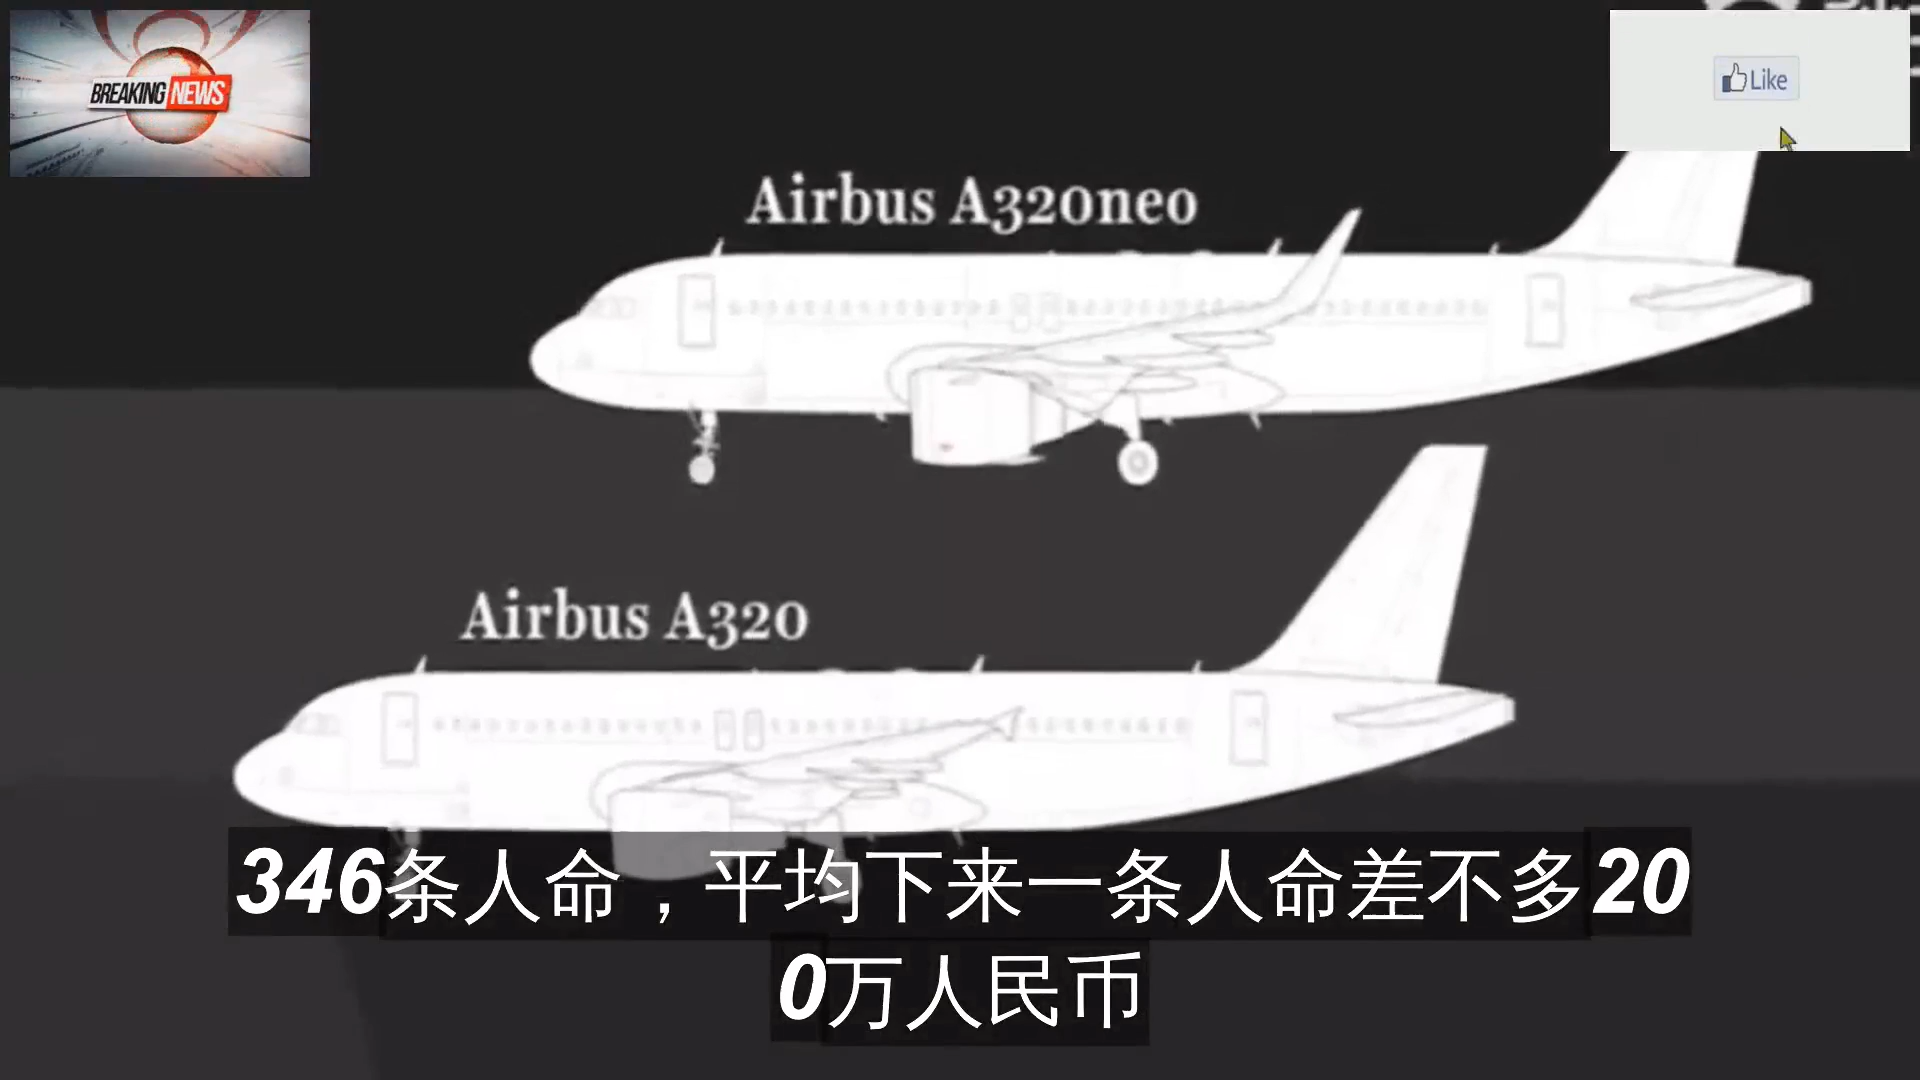 BREAKING NEWS
Like
Airbus A320neo
Airbus A320
346条人命，平均下来一条人命差不多20
0万人民币